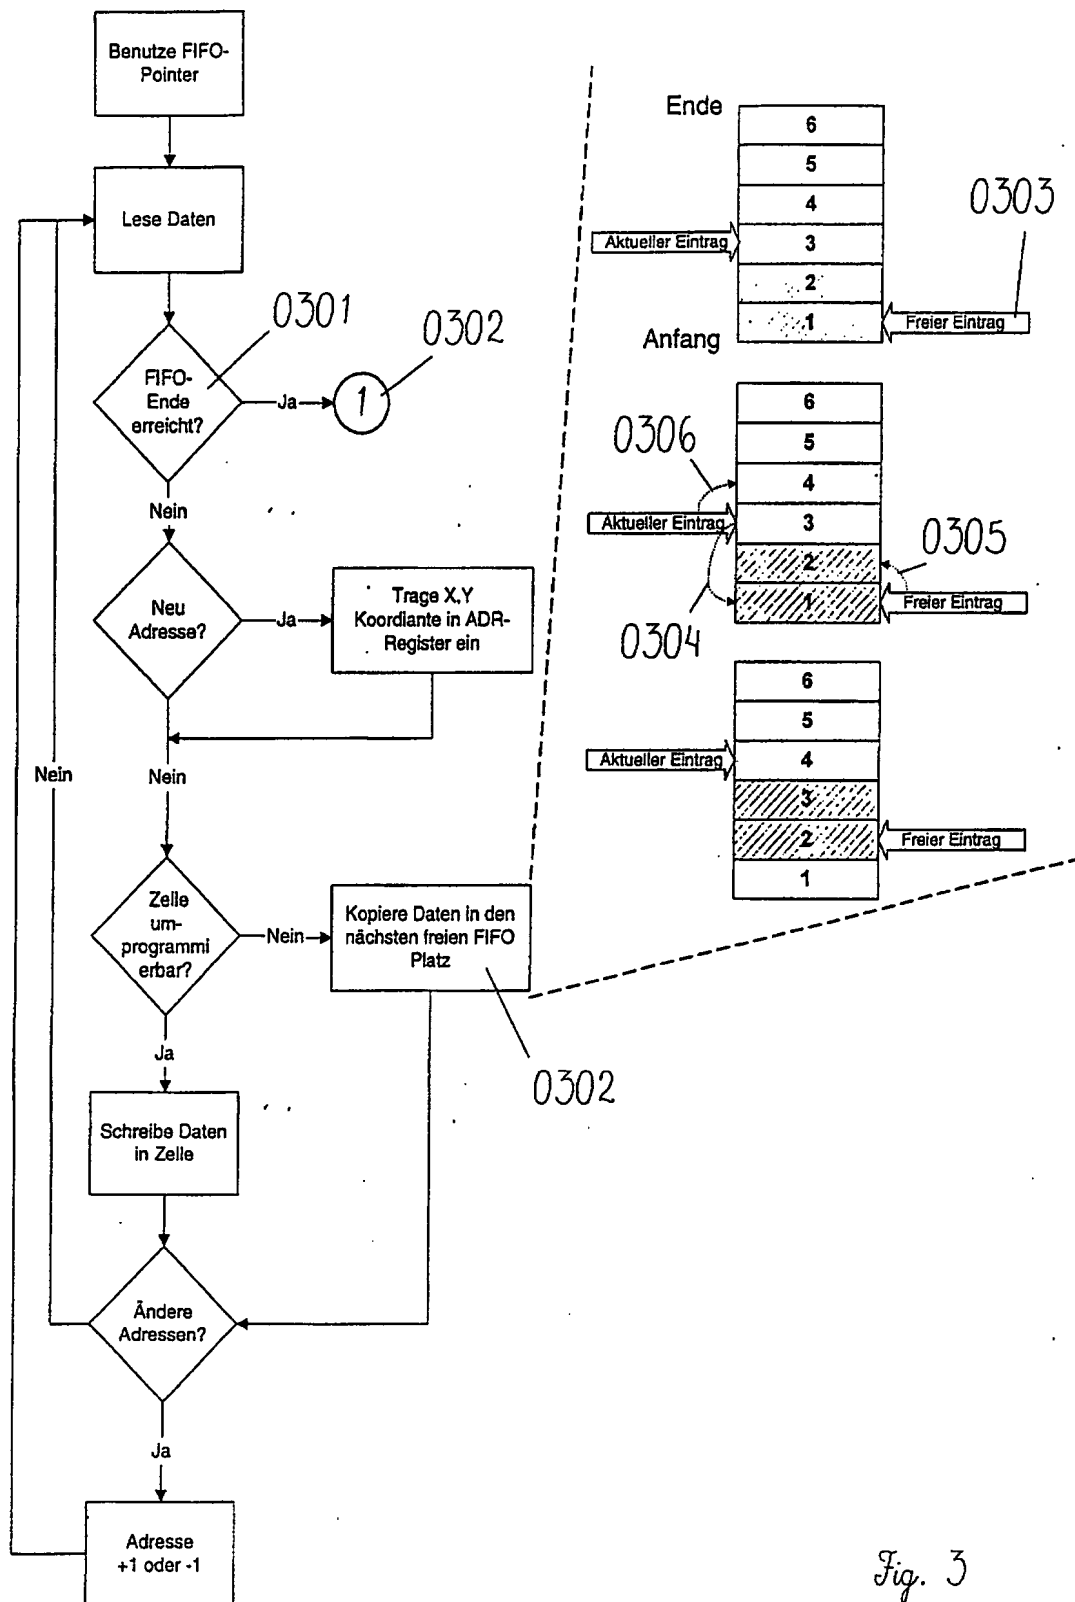 Benutze FIFO-
Pointer
Lese Daten
0301
FIFO-
Ende
erreicht?
Ja
1
0302
Nein
Neu
Adresse?
Ja
Trage X,Y
Koordiante in ADR-
Register ein
Nein
Nein
Zelle
um-
programmi
erbar?
Nein
Kopiere Daten in den
nächsten freien FIFO
Platz
0302
Ja
Schreibe Daten
in Zelle
Ändere
Adressen?
Ja
Adresse
+1 oder -1
Ende
6
5
4
3
2
1
Aktueller Eintrag
0303
Freier Eintrag
Anfang
6
5
4
3
2
1
0306
Aktueller Eintrag
0305
Freier Eintrag
0304
6
5
4
3
2
1
Aktueller Eintrag
Freier Eintrag
Fig. 3